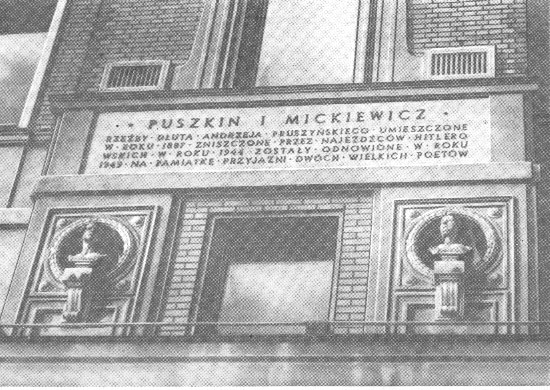 • • PUSZKIN I MICKIEWICZ •
RZEŹBY • DŁUTA • ANDRZEJA • PRUSZYŃSKIEGO UMIESZCZONE
W • ROKU • 1887 • ZNISZCZONE • PRZEZ • NAJEŹDŹCÓW • HITLERO
WSKICH • W • ROKU • 1944 ZOSTAŁY • ODNOWIONE • W • ROKU
1949 • NA • PAMIĄTKĘ • PRZYJAŹNI • DWÓCH • WIELKICH • POETÓW